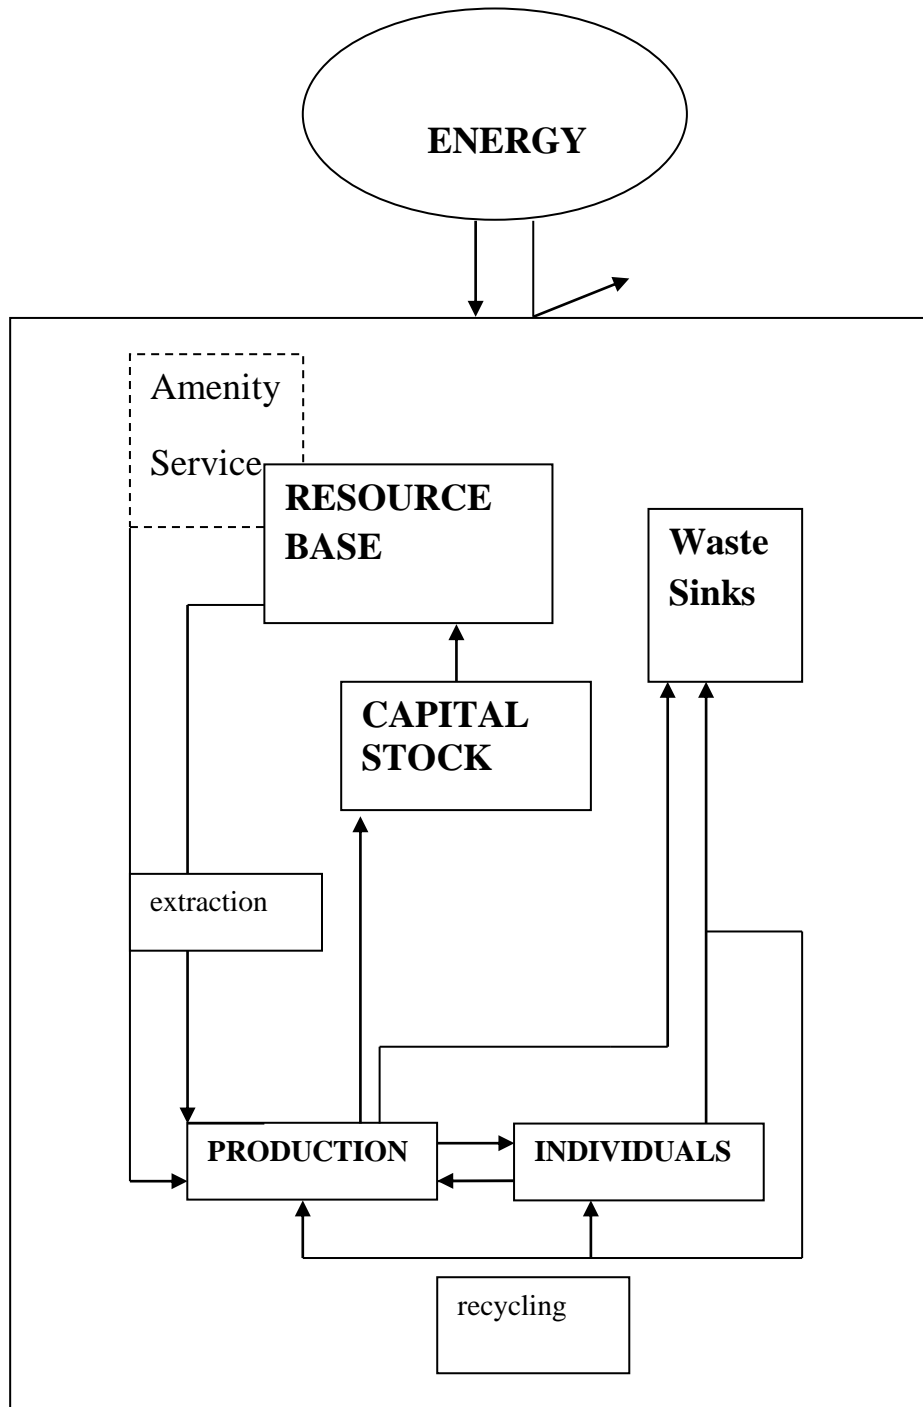 ENERGY
Amenity
Service
RESOURCE
BASE
Waste
Sinks
CAPITAL
STOCK
extraction
PRODUCTION
INDIVIDUALS
recycling